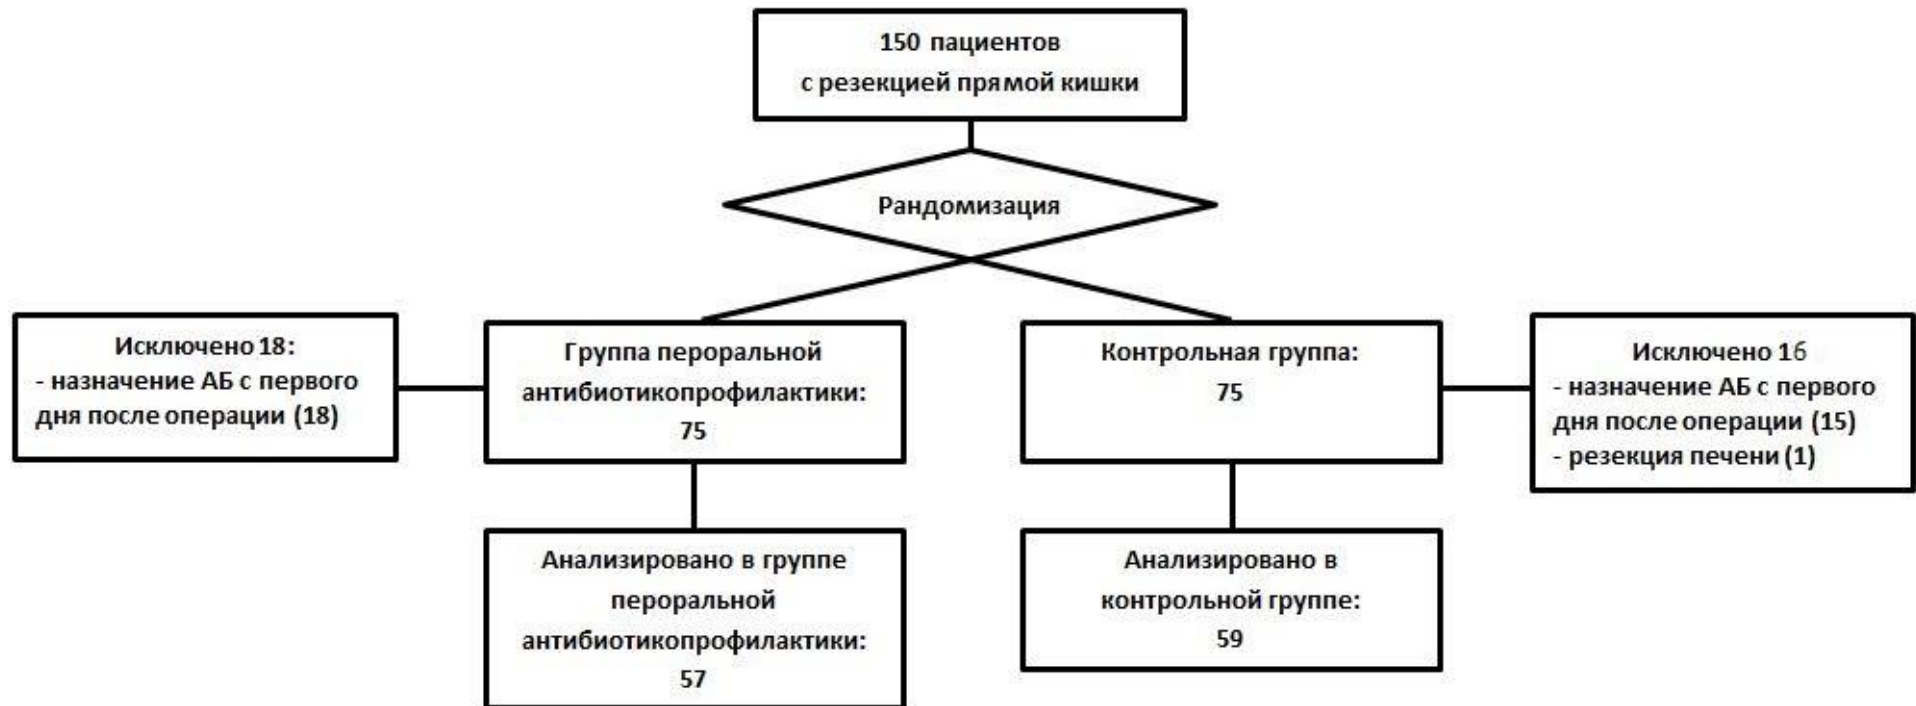 150 пациентов
с резекцией прямой кишки
Рандомизация
Исключено 18:
- назначение АБ с первого
дня после операции (18)
Группа пероральной
антибиотикопрофилактики:
75
Контрольная группа:
75
Исключено 16
- назначение АБ с первого
дня после операции (15)
- резекция печени (1)
Анализировано в группе
пероральной
антибиотикопрофилактики:
57
Анализировано в
контрольной группе:
59